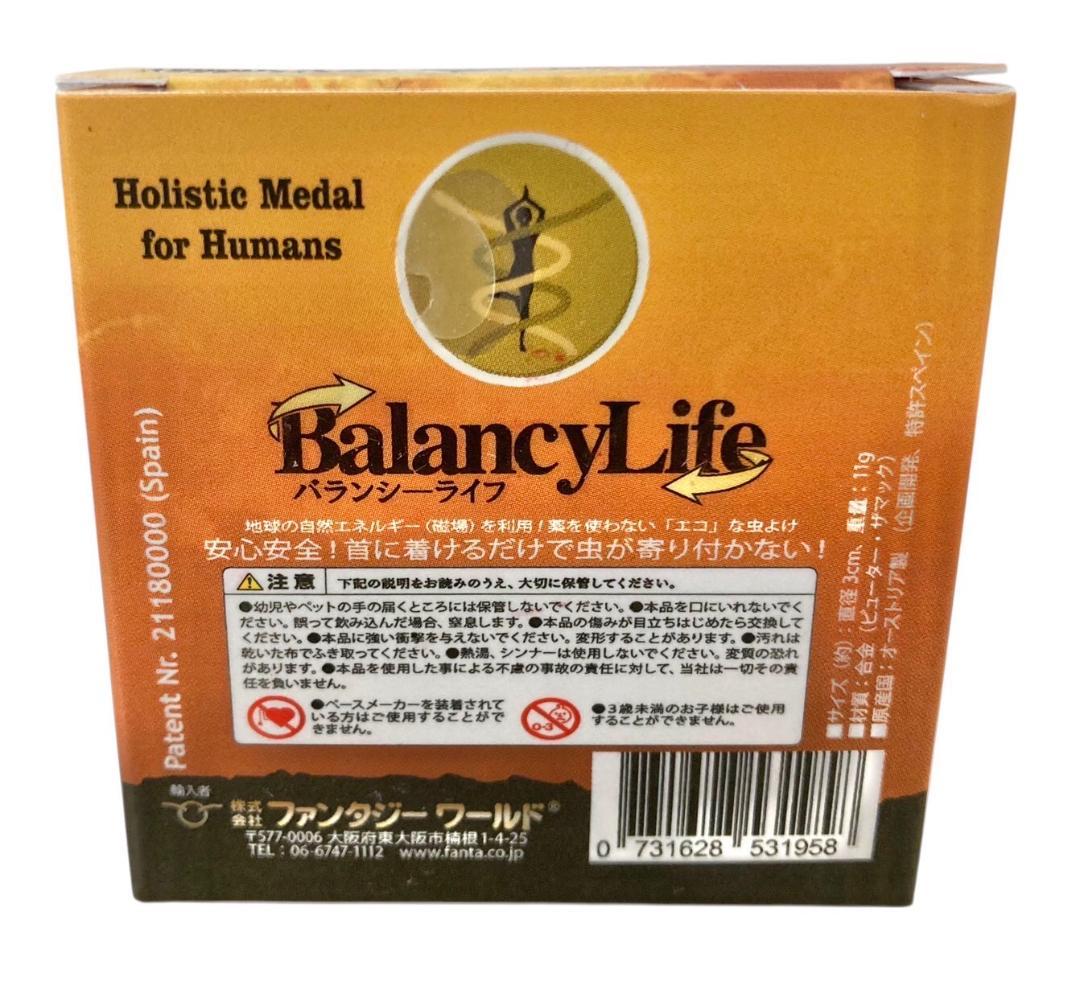 Holistic Medal
for Humans
BalancyLife
バランシーライフ
地球の自然エネルギー（磁場）を利用！薬を使わない「エコ」な虫よけ
安心安全！首に着けるだけで虫が寄り付かない！
注意 下記の説明をお読みのうえ、大切に保管してください。
●幼児やペットの手の届くところには保管しないでください。●本品を口にいれないでく
ださい。誤って飲み込んだ場合、窒息します。●本品の傷みが目立ちはじめたら交換して
ください。●本品に強い衝撃を与えないでください。変形することがあります。●汚れは
乾いた布でふき取ってください。●熱湯、シンナーは使用しないでください。変質の恐れ
があります。●本品を使用した事による不慮の事故の責任に対して、当社は一切その責
任を負いません。
●ペースメーカーを装着されて
いる方はご使用することがで
きません。
0-3
●3歳未満のお子様はご使用
することができません。
Patent Nr. 21180000 (Spain)
■サイズ（約）：直径 3cm、重量：11g
■材質：合金（ピューター・ザマック）
■原産国：オーストリア製 （企画開発、特許スペイン）
輸入者
株式会社 ファンタジーワールド®
〒577-0006 大阪府東大阪市楠根1-4-25
TEL：06-6747-1112 www.fanta.co.jp
0 731628 531958